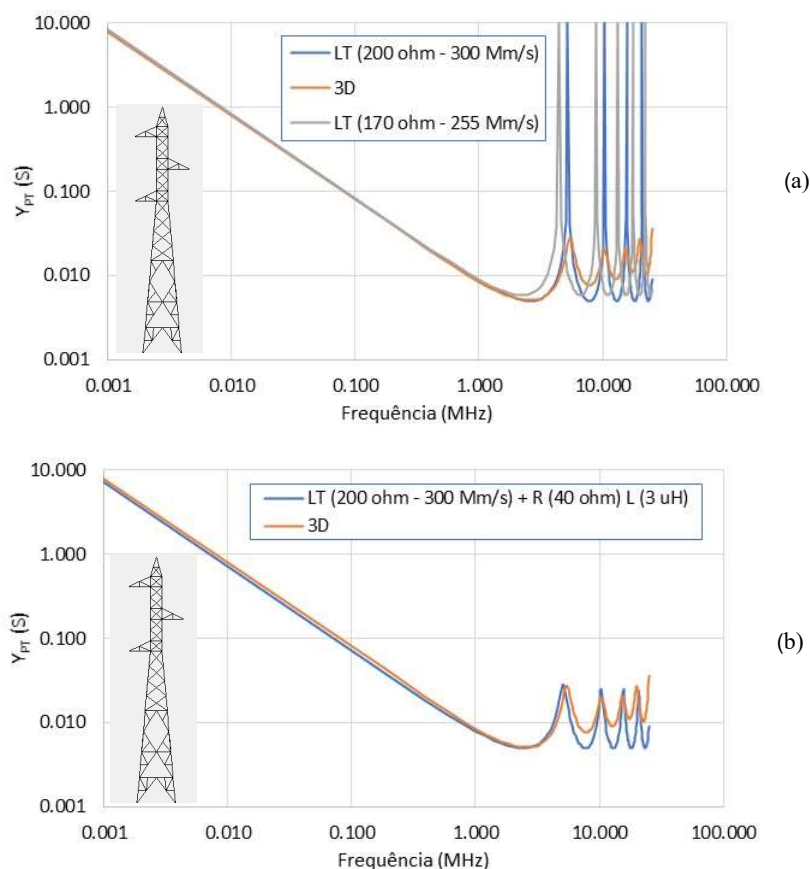 10.000
1.000
0.100
0.010
0.001
Y_PT (S)
LT (200 ohm - 300 Mm/s)
3D
LT (170 ohm - 255 Mm/s)
(a)
0.001 0.010 0.100 1.000 10.000 100.000
Frequência (MHz)
10.000
1.000
0.100
0.010
0.001
Y_PT (S)
LT (200 ohm - 300 Mm/s) + R (40 ohm) L (3 uH)
3D
(b)
0.001 0.010 0.100 1.000 10.000 100.000
Frequência (MHz)